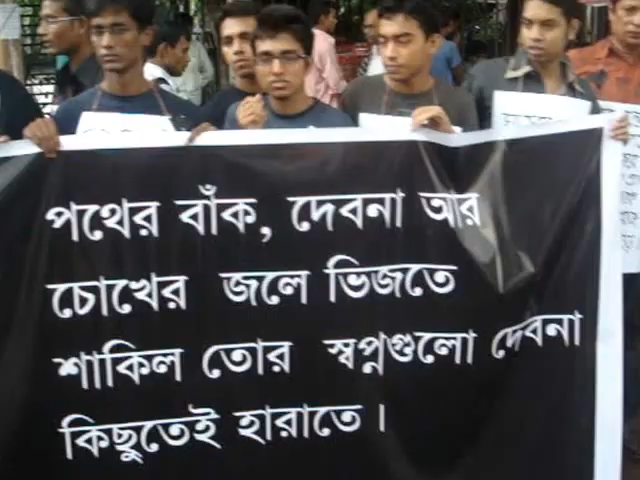 পথের বাঁক, দেবনা আর
চোখের জলে ভিজতে
শাকিল তোর স্বপ্নগুলো দেবনা
কিছুতেই হারাতে।